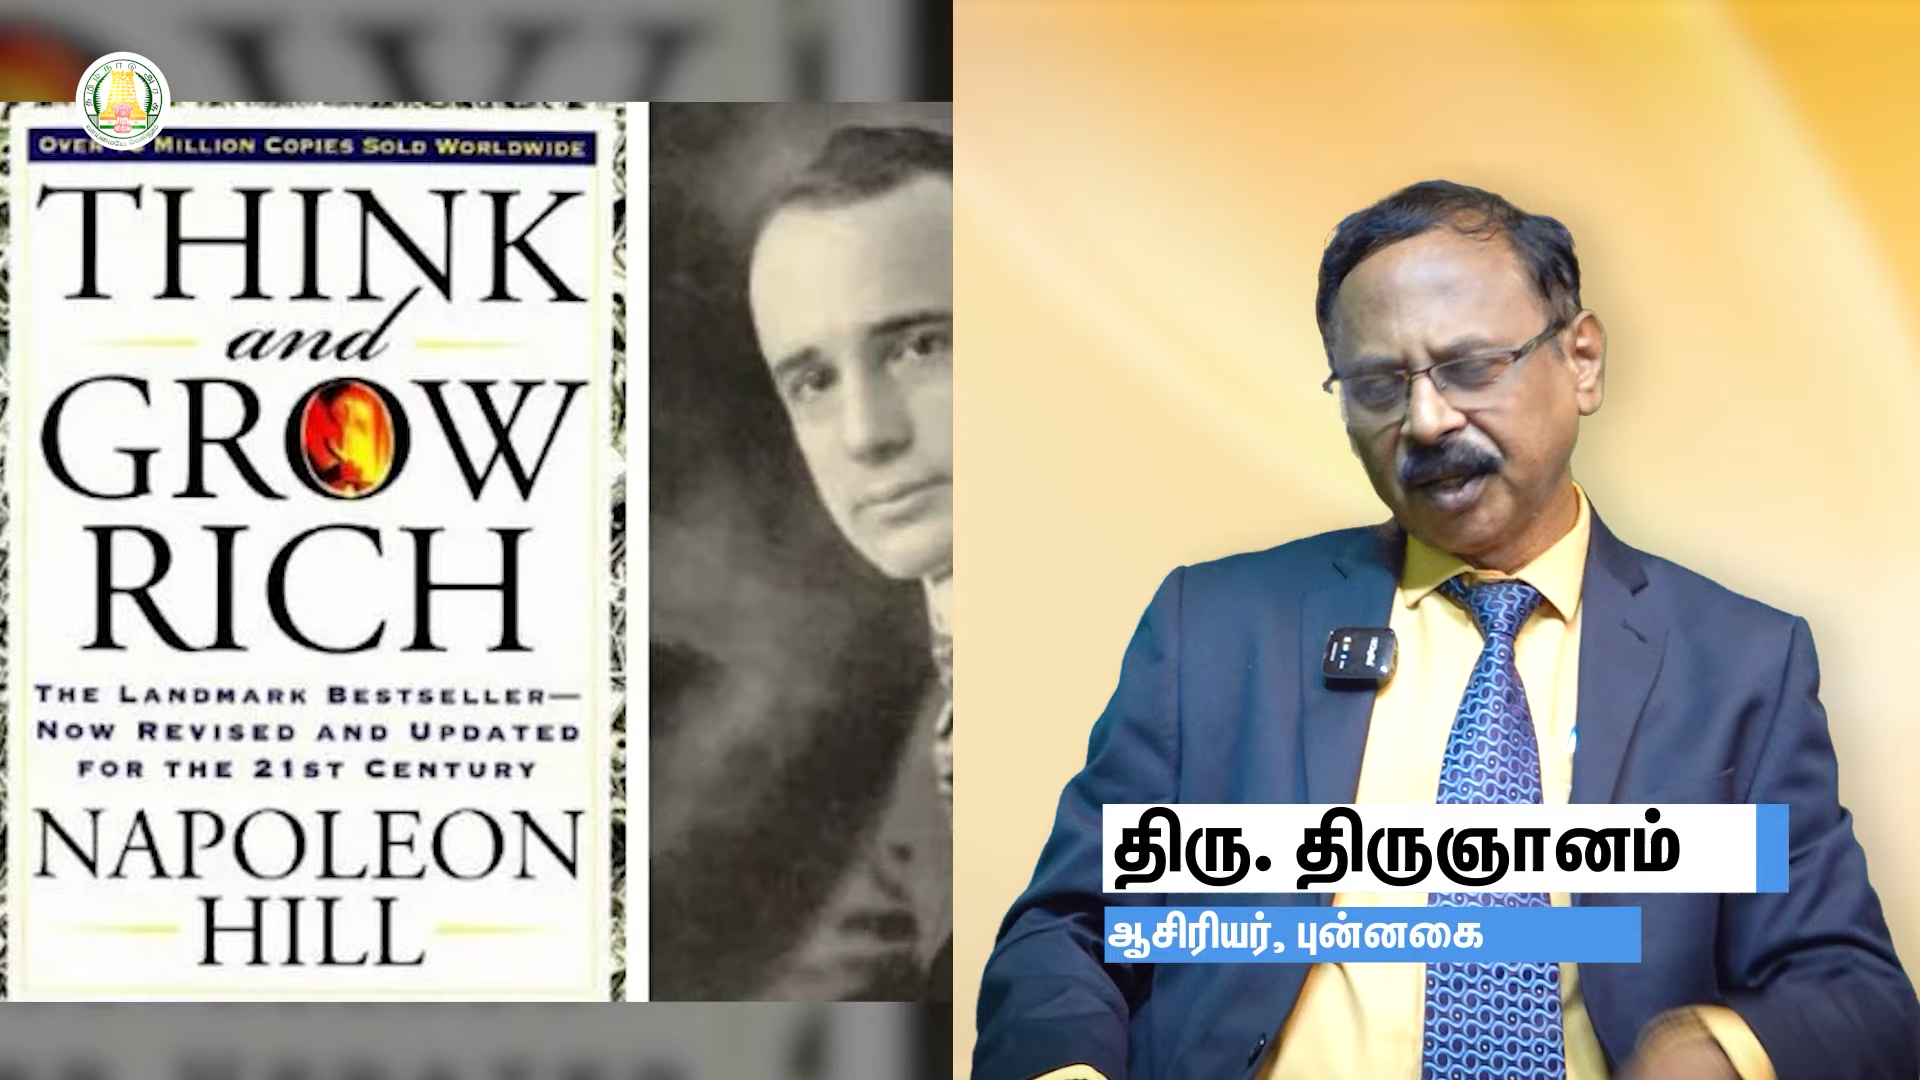 OVER MILLION COPIES SOLD WORLDWIDE
THINK
and
GROW
RICH
THE LANDMARK BESTSELLER—
NOW REVISED AND UPDATED
FOR THE 21ST CENTURY
NAPOLEON
HILL
திரு. திருஞானம்
ஆசிரியர், புன்னகை